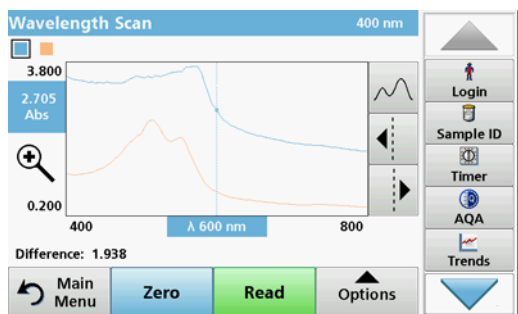 Wavelength Scan 400 nm
3.800
2.705
Abs
0.200
400 λ 600 nm 800
Difference: 1.938
Main
Menu
Zero
Read
Options
Login
Sample ID
Timer
AQA
Trends